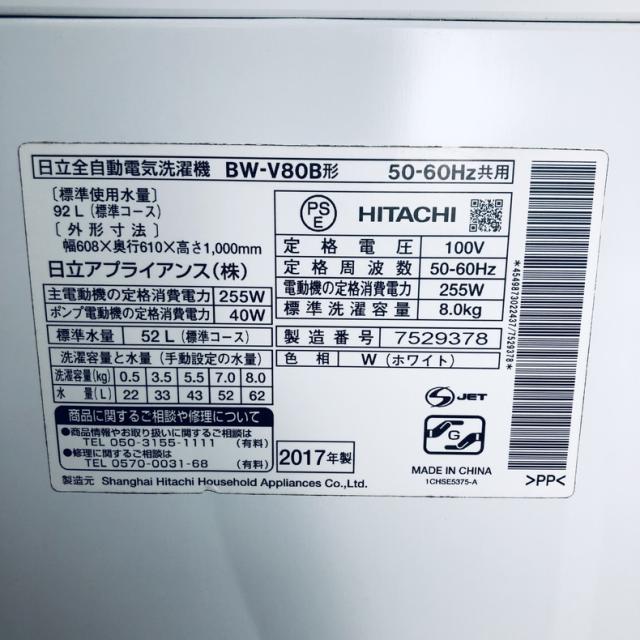 日立全自動電気洗濯機 BW-V80B形 50-60Hz共用
〔標準使用水量〕
92 L (標準コース)
〔外形寸法〕
幅608×奥行610×高さ1,000mm
日立アプライアンス(株)
主電動機の定格消費電力 255W
ポンプ電動機の定格消費電力 40W
標準水量 52 L (標準コース)
洗濯容量と水量 (手動設定の水量)
洗濯容量(kg) 0.5 3.5 5.5 7.0 8.0
水量(L) 22 33 43 52 62
商品に関するご相談や修理について
●商品情報やお取り扱いに関するご相談は
TEL 050-3155-1111 (有料)
●修理に関するご相談は
TEL 0570-0031-68 (有料)
製造元 Shanghai Hitachi Household Appliances Co.,Ltd.
PS E HITACHI
定格電圧 100V
定格周波数 50-60Hz
電動機の定格消費電力 255W
標準洗濯容量 8.0kg
製造番号 7529378
色相 W (ホワイト)
2017年製
S JET
G
MADE IN CHINA
1CHSE5375-A
*4549873022437/7529378*
>PP<